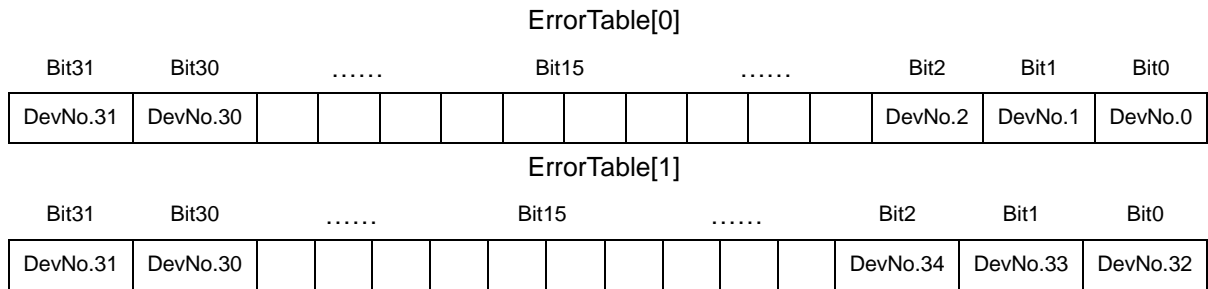 ErrorTable[0]
Bit31 Bit30 ...... Bit15 ...... Bit2 Bit1 Bit0
DevNo.31 DevNo.30 DevNo.2 DevNo.1 DevNo.0
ErrorTable[1]
Bit31 Bit30 ...... Bit15 ...... Bit2 Bit1 Bit0
DevNo.31 DevNo.30 DevNo.34 DevNo.33 DevNo.32